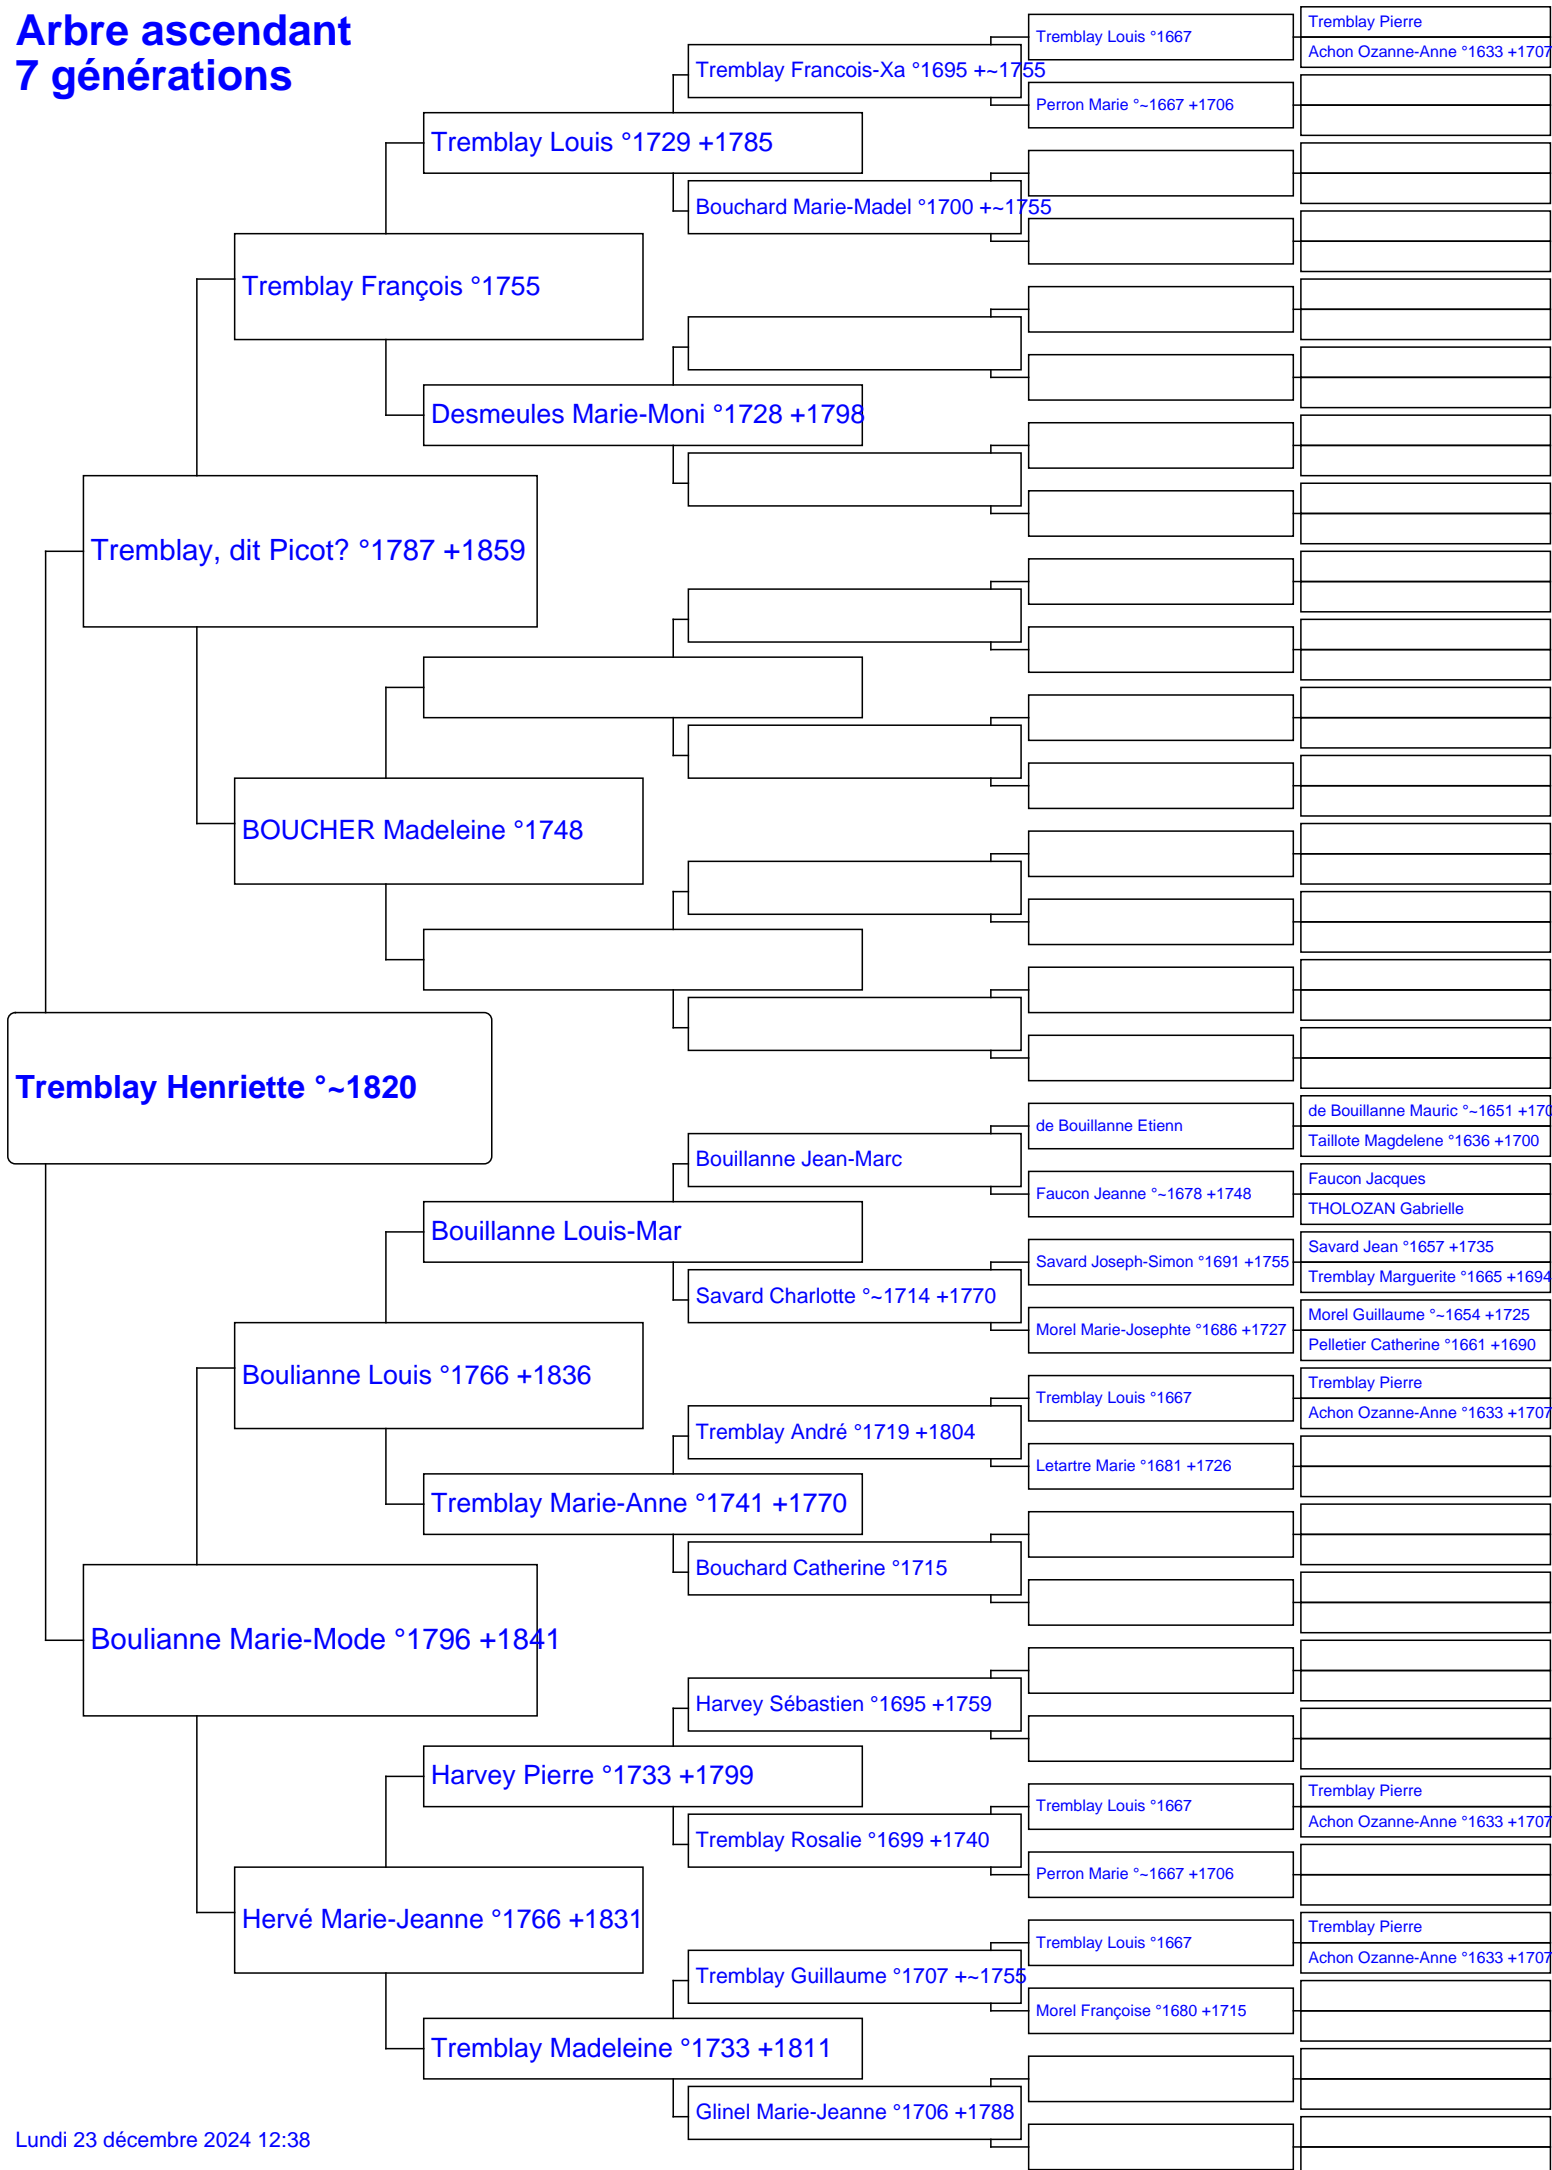 Arbre ascendant
7 générations
Tremblay Henriette °~1820
Tremblay, dit Picot? °1787 +1859
Boulianne Marie-Mode °1796 +1841
Tremblay François °1755
BOUCHER Madeleine °1748
Boulianne Louis °1766 +1836
Hervé Marie-Jeanne °1766 +1831
Tremblay Louis °1729 +1785
Desmeules Marie-Moni °1728 +1798
Bouillanne Louis-Mar
Tremblay Marie-Anne °1741 +1770
Harvey Pierre °1733 +1799
Tremblay Madeleine °1733 +1811
Tremblay Francois-Xa °1695 +~1755
Bouchard Marie-Madel °1700 +~1755
Bouillanne Jean-Marc
Savard Charlotte °~1714 +1770
Tremblay André °1719 +1804
Bouchard Catherine °1715
Harvey Sébastien °1695 +1759
Tremblay Rosalie °1699 +1740
Tremblay Guillaume °1707 +~1755
Glinel Marie-Jeanne °1706 +1788
Tremblay Louis °1667
Perron Marie °~1667 +1706
de Bouillanne Etienn
Faucon Jeanne °~1678 +1748
Savard Joseph-Simon °1691 +1755
Morel Marie-Josephte °1686 +1727
Tremblay Louis °1667
Letartre Marie °1681 +1726
Tremblay Louis °1667
Perron Marie °~1667 +1706
Tremblay Louis °1667
Morel Françoise °1680 +1715
Tremblay Pierre
Achon Ozanne-Anne °1633 +1707
de Bouillanne Mauric °~1651 +170
Taillote Magdelene °1636 +1700
Faucon Jacques
THOLOZAN Gabrielle
Savard Jean °1657 +1735
Tremblay Marguerite °1665 +1694
Morel Guillaume °~1654 +1725
Pelletier Catherine °1661 +1690
Tremblay Pierre
Achon Ozanne-Anne °1633 +1707
Tremblay Pierre
Achon Ozanne-Anne °1633 +1707
Tremblay Pierre
Achon Ozanne-Anne °1633 +1707
Lundi 23 décembre 2024 12:38